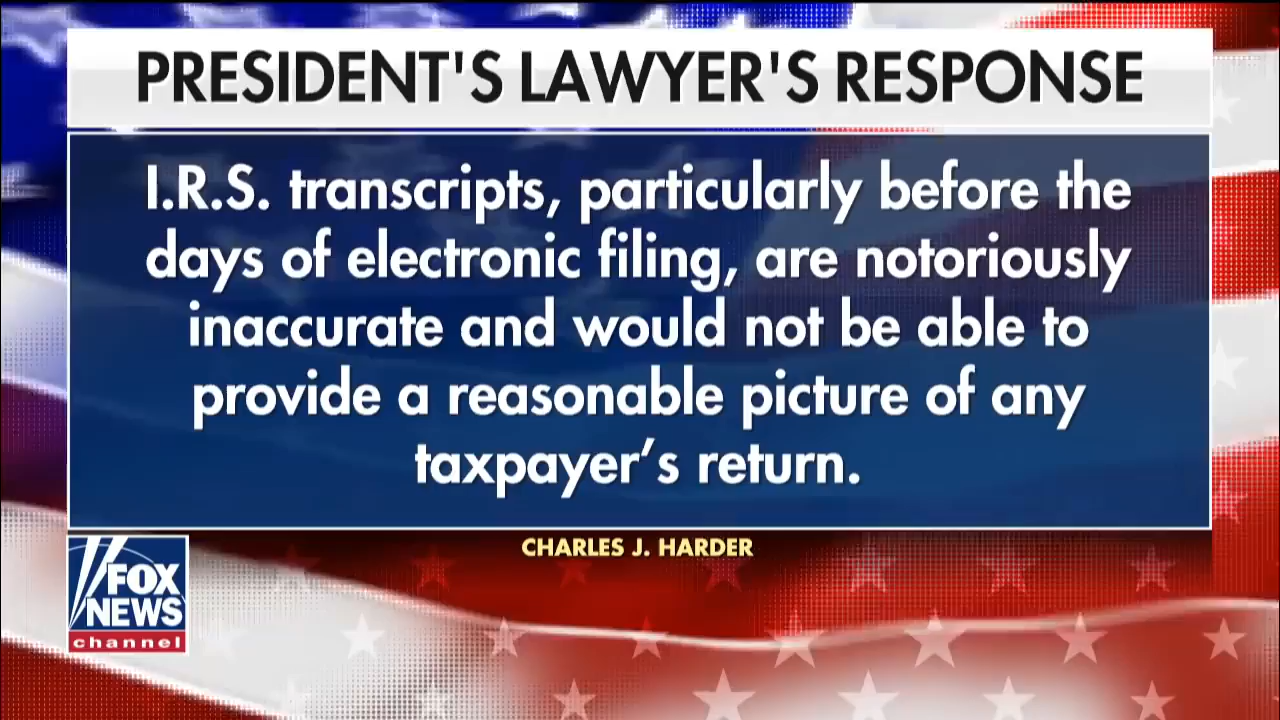 PRESIDENT'S LAWYER'S RESPONSE
I.R.S. transcripts, particularly before the
days of electronic filing, are notoriously
inaccurate and would not be able to
provide a reasonable picture of any
taxpayer’s return.
CHARLES J. HARDER
FOX
NEWS
channel